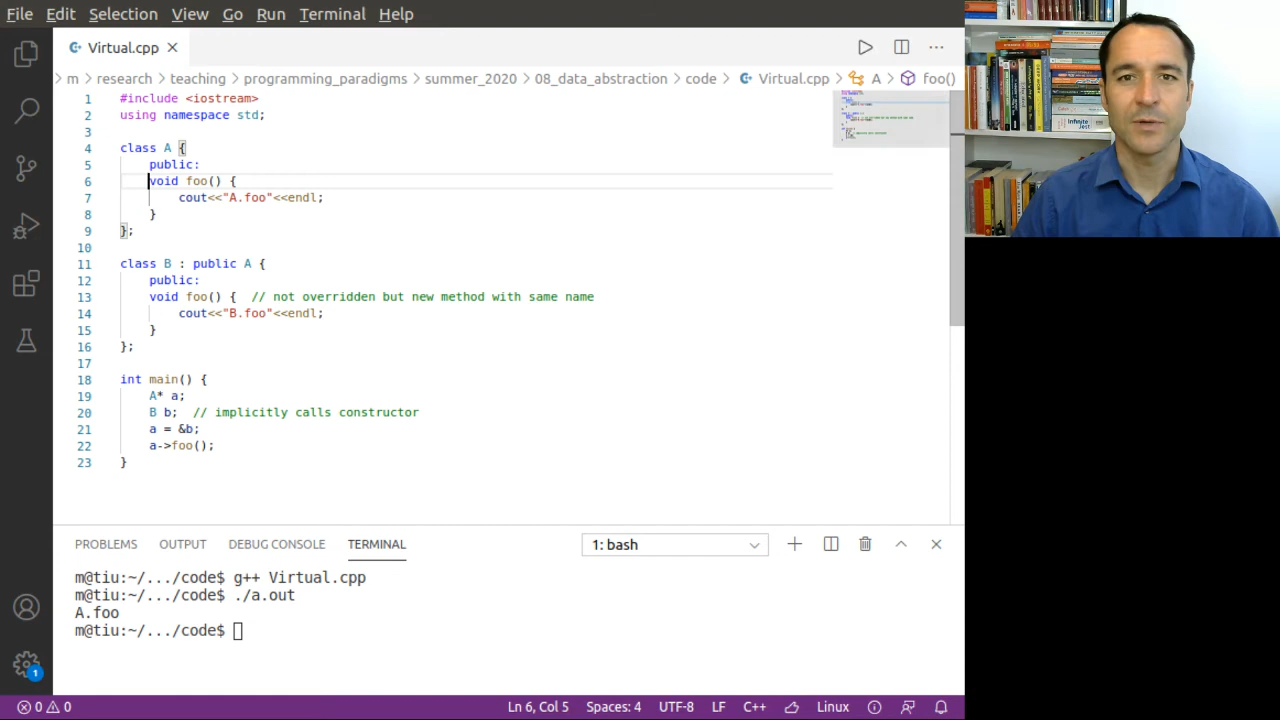 File Edit Selection View Go Run Terminal Help
Virtual.cpp
m > research > teaching > programming_paradigms > summer_2020 > 08_data_abstraction > code > Virtual.cpp > A > foo()
1 #include <iostream>
2 using namespace std;
3
4 class A {
5 public:
6 void foo() {
7 cout<<"A.foo"<<endl;
8 }
9 };
10
11 class B : public A {
12 public:
13 void foo() { // not overridden but new method with same name
14 cout<<"B.foo"<<endl;
15 }
16 };
17
18 int main() {
19 A* a;
20 B b; // implicitly calls constructor
21 a = &b;
22 a->foo();
23 }
PROBLEMS OUTPUT DEBUG CONSOLE TERMINAL 1: bash
m@tiu:~/.../code$ g++ Virtual.cpp
m@tiu:~/.../code$ ./a.out
A.foo
m@tiu:~/.../code$
1
0 0 Ln 6, Col 5 Spaces: 4 UTF-8 LF C++ Linux
Infinite
Jest